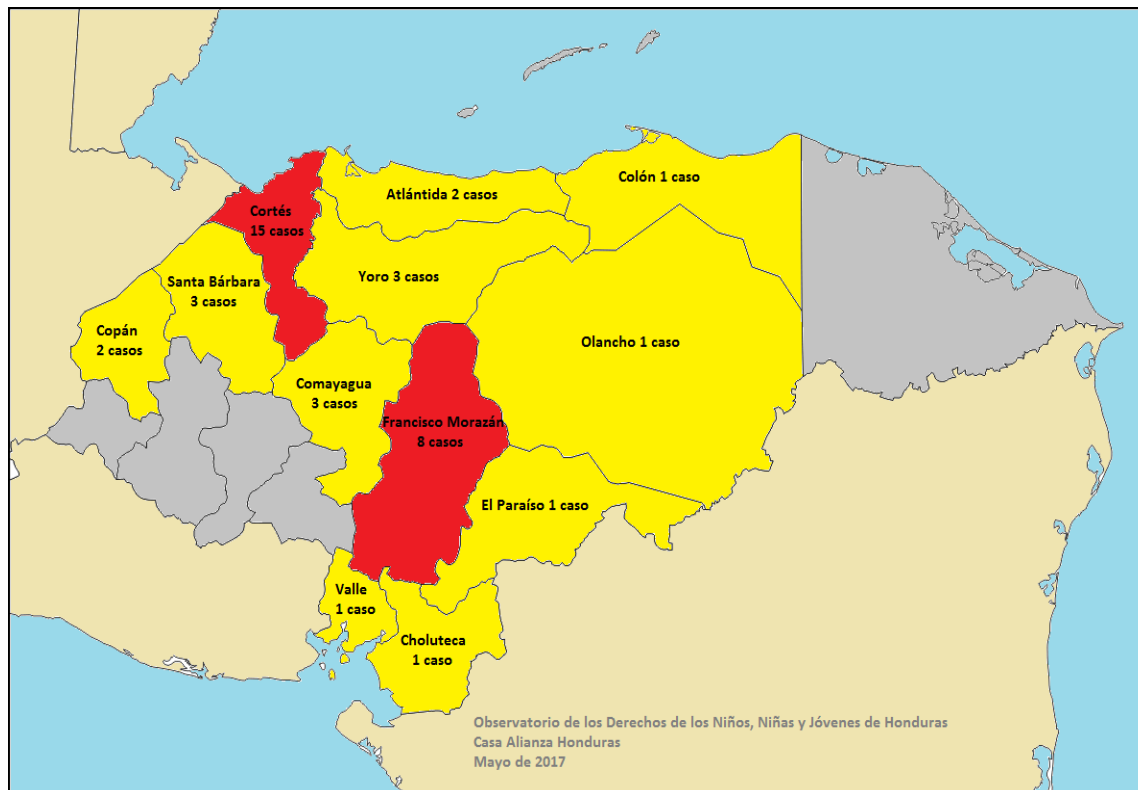 Colón 1 caso
Atlántida 2 casos
Cortés
15 casos
Yoro 3 casos
Santa Bárbara
3 casos
Copán
2 casos
Olancho 1 caso
Comayagua
3 casos
Francisco Morazán
8 casos
El Paraíso 1 caso
Valle
1 caso
Choluteca
1 caso
Observatorio de los Derechos de los Niños, Niñas y Jóvenes de Honduras
Casa Alianza Honduras
Mayo de 2017